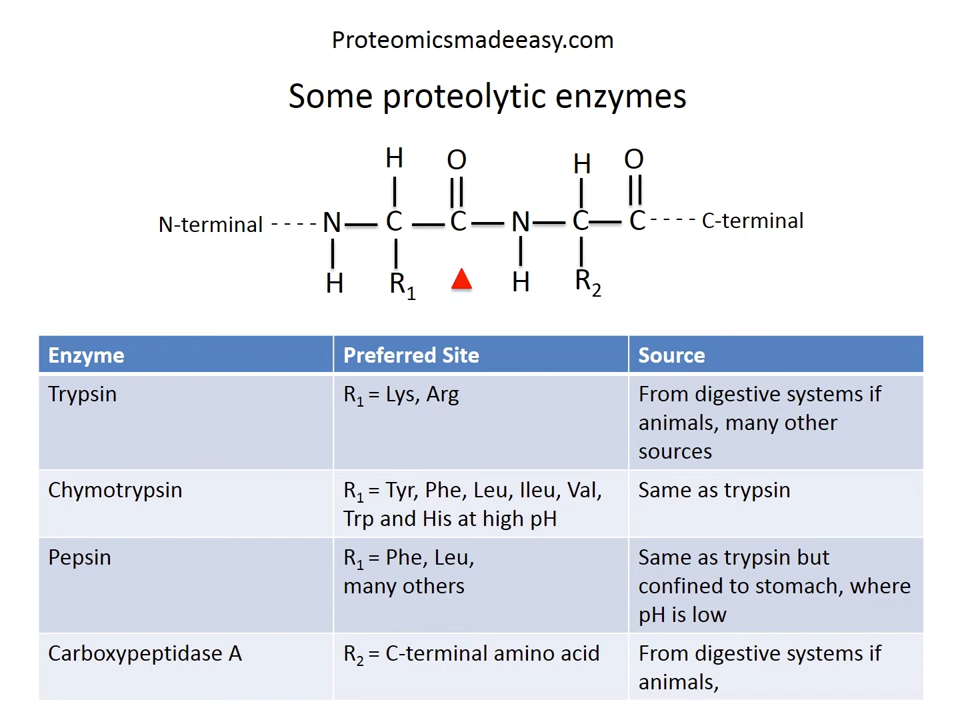 Proteomicsmadeeasy.com
Some proteolytic enzymes
H O H O
N-terminal ---- N — C — C — N — C — C ---- C-terminal
H R₁ H R₂
Enzyme Preferred Site Source
Trypsin R₁ = Lys, Arg From digestive systems if
animals, many other
sources
Chymotrypsin R₁ = Tyr, Phe, Leu, Ileu, Val, Same as trypsin
Trp and His at high pH
Pepsin R₁ = Phe, Leu, Same as trypsin but
many others confined to stomach, where
pH is low
Carboxypeptidase A R₂ = C-terminal amino acid From digestive systems if
animals,